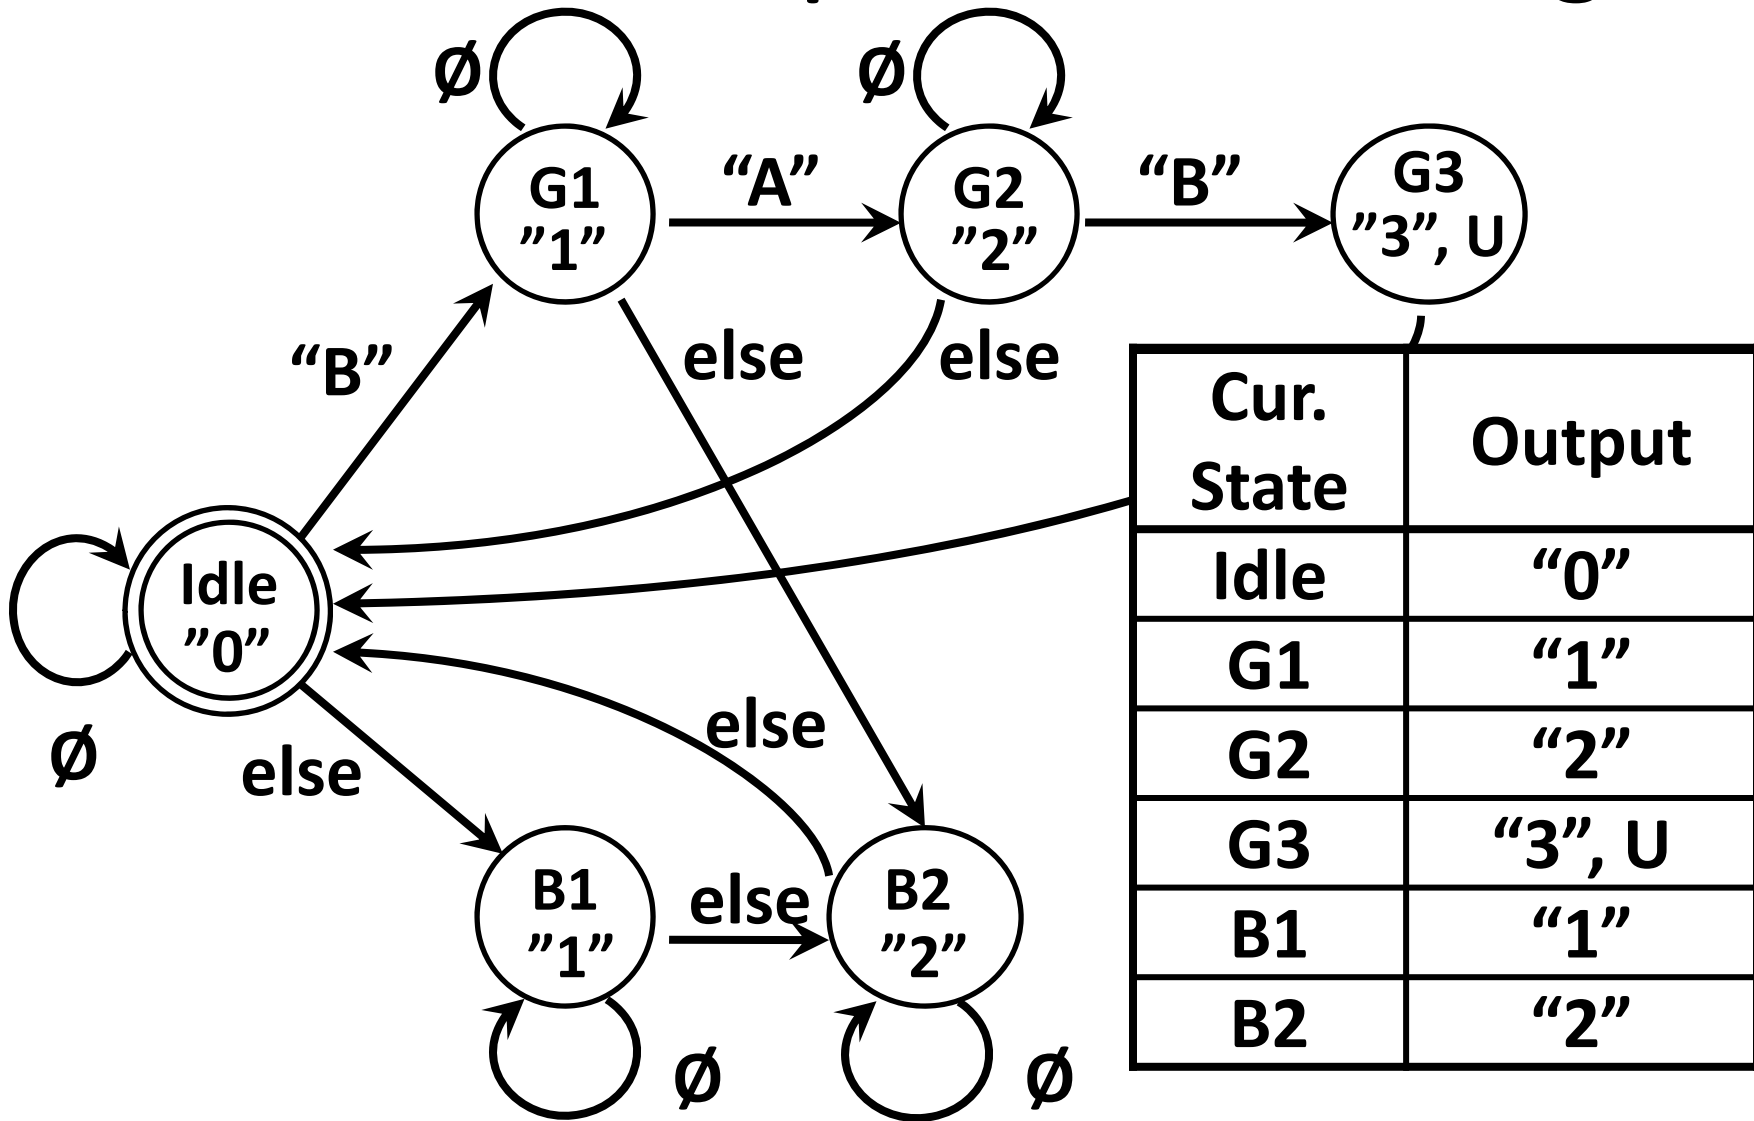 Ø
Ø
G1
”1”
“A”
G2
”2”
“B”
G3
”3”, U
“B”
else
else
Idle
”0”
Ø
else
else
B1
”1”
else
B2
”2”
Ø
Ø
Cur. State
Output
Idle
“0”
G1
“1”
G2
“2”
G3
“3”, U
B1
“1”
B2
“2”